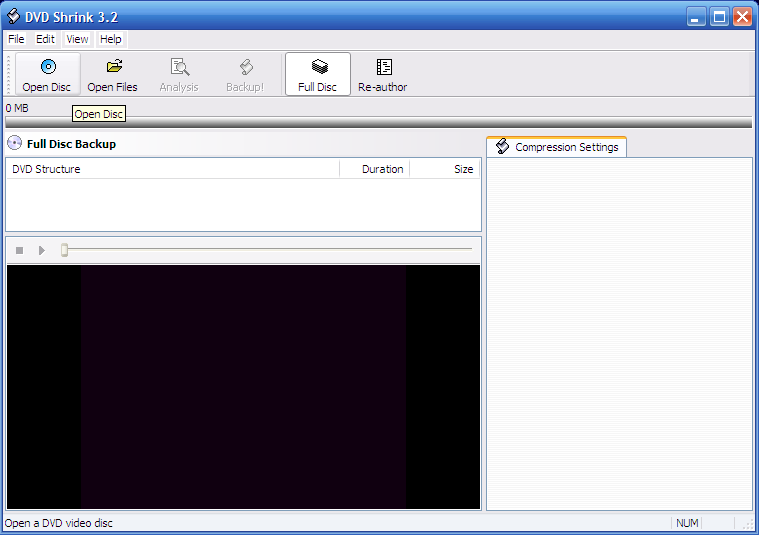 DVD Shrink 3.2
File Edit View Help
Open Disc Open Files Analysis Backup! Full Disc Re-author
0 MB
Open Disc
Full Disc Backup
Compression Settings
DVD Structure Duration Size
Open a DVD video disc
NUM